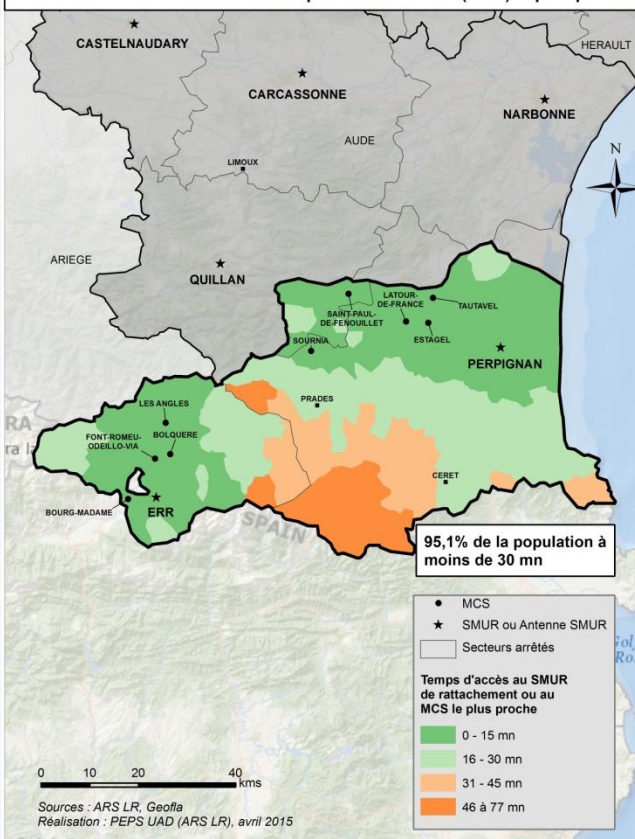 CASTELNAUDARY
HERAULT
CARCASSONNE
NARBONNE
AUDE
LIMOUX
N
ARIEGE
QUILLAN
LATOUR-
DE-FRANCE
TAUTAVEL
SAINT-PAUL-
DE-FENOUILLET
ESTAGEL
SOURNIA
PERPIGNAN
PRADES
LES ANGLES
FONT-ROMEU-
ODEILLO-VIA
BOLQUERE
CERET
BOURG-MADAME
ERR
SPAIN
95,1% de la population à
moins de 30 mn
MCS
SMUR ou Antenne SMUR
Secteurs arrêtés
Temps d'accès au SMUR
de rattachement ou au
MCS le plus proche
0 - 15 mn
16 - 30 mn
31 - 45 mn
46 à 77 mn
0 10 20 40
kms
Sources : ARS LR, Geofla
Réalisation : PEPS UAD (ARS LR), avril 2015